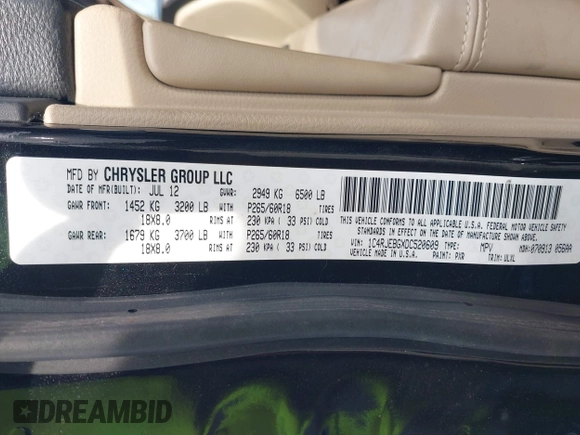 MFD BY CHRYSLER GROUP LLC
DATE OF MFR(BUILT): JUL 12 GVWR: 2949 KG 6500 LB
GAWR FRONT: 1452 KG 3200 LB WITH P265/60R18 TIRES
18X8.0 RIMS AT 230 KPA ( 33 PSI) COLD
GAWR REAR: 1679 KG 3700 LB WITH P265/60R18 TIRES
18X8.0 RIMS AT 230 KPA ( 33 PSI) COLD
THIS VEHICLE CONFORMS TO ALL APPLICABLE U.S.A. FEDERAL MOTOR VEHICLE SAFETY
STANDARDS IN EFFECT ON THE DATE OF MANUFACTURE SHOWN ABOVE.
VIN: 1C4RJEBGXDC520609 TYPE: MPV MDH:070813 056AA
VEHICLE MADE IN U.S.A. PAINT: PXR TRIM: ULXL
DREAMBID